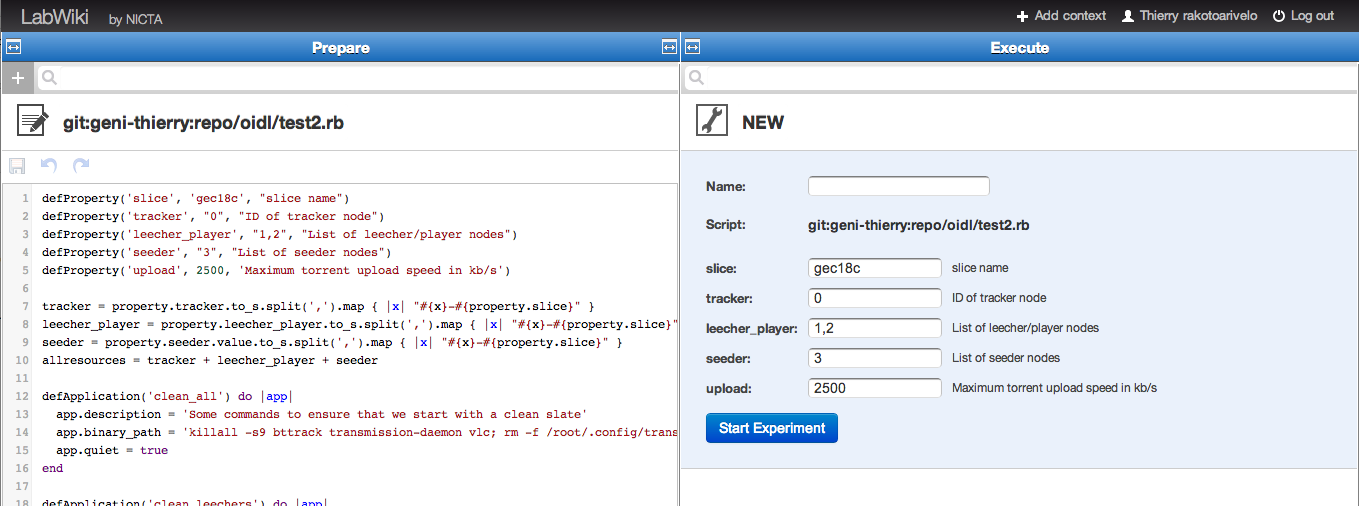 LabWiki by NICTA
Add context Thierry rakotoarivelo Log out
Prepare
Execute
git:geni-thierry:repo/oidl/test2.rb
1 defProperty('slice', 'gec18c', "slice name")
2 defProperty('tracker', "0", "ID of tracker node")
3 defProperty('leecher_player', "1,2", "List of leecher/player nodes")
4 defProperty('seeder', "3", "List of seeder nodes")
5 defProperty('upload', 2500, 'Maximum torrent upload speed in kb/s')
6
7 tracker = property.tracker.to_s.split(',').map { |x| "#{x}-#{property.slice}" }
8 leecher_player = property.leecher_player.to_s.split(',').map { |x| "#{x}-#{property.slice}"
9 seeder = property.seeder.value.to_s.split(',').map { |x| "#{x}-#{property.slice}" }
10 allresources = tracker + leecher_player + seeder
11
12 defApplication('clean_all') do |app|
13 app.description = 'Some commands to ensure that we start with a clean slate'
14 app.binary_path = 'killall -s9 bttrack transmission-daemon vlc; rm -f /root/.config/trans
15 app.quiet = true
16 end
17
18 defApplication('clean_leechers') do |app|
NEW
Name:
Script: git:geni-thierry:repo/oidl/test2.rb
slice: gec18c slice name
tracker: 0 ID of tracker node
leecher_player: 1,2 List of leecher/player nodes
seeder: 3 List of seeder nodes
upload: 2500 Maximum torrent upload speed in kb/s
Start Experiment